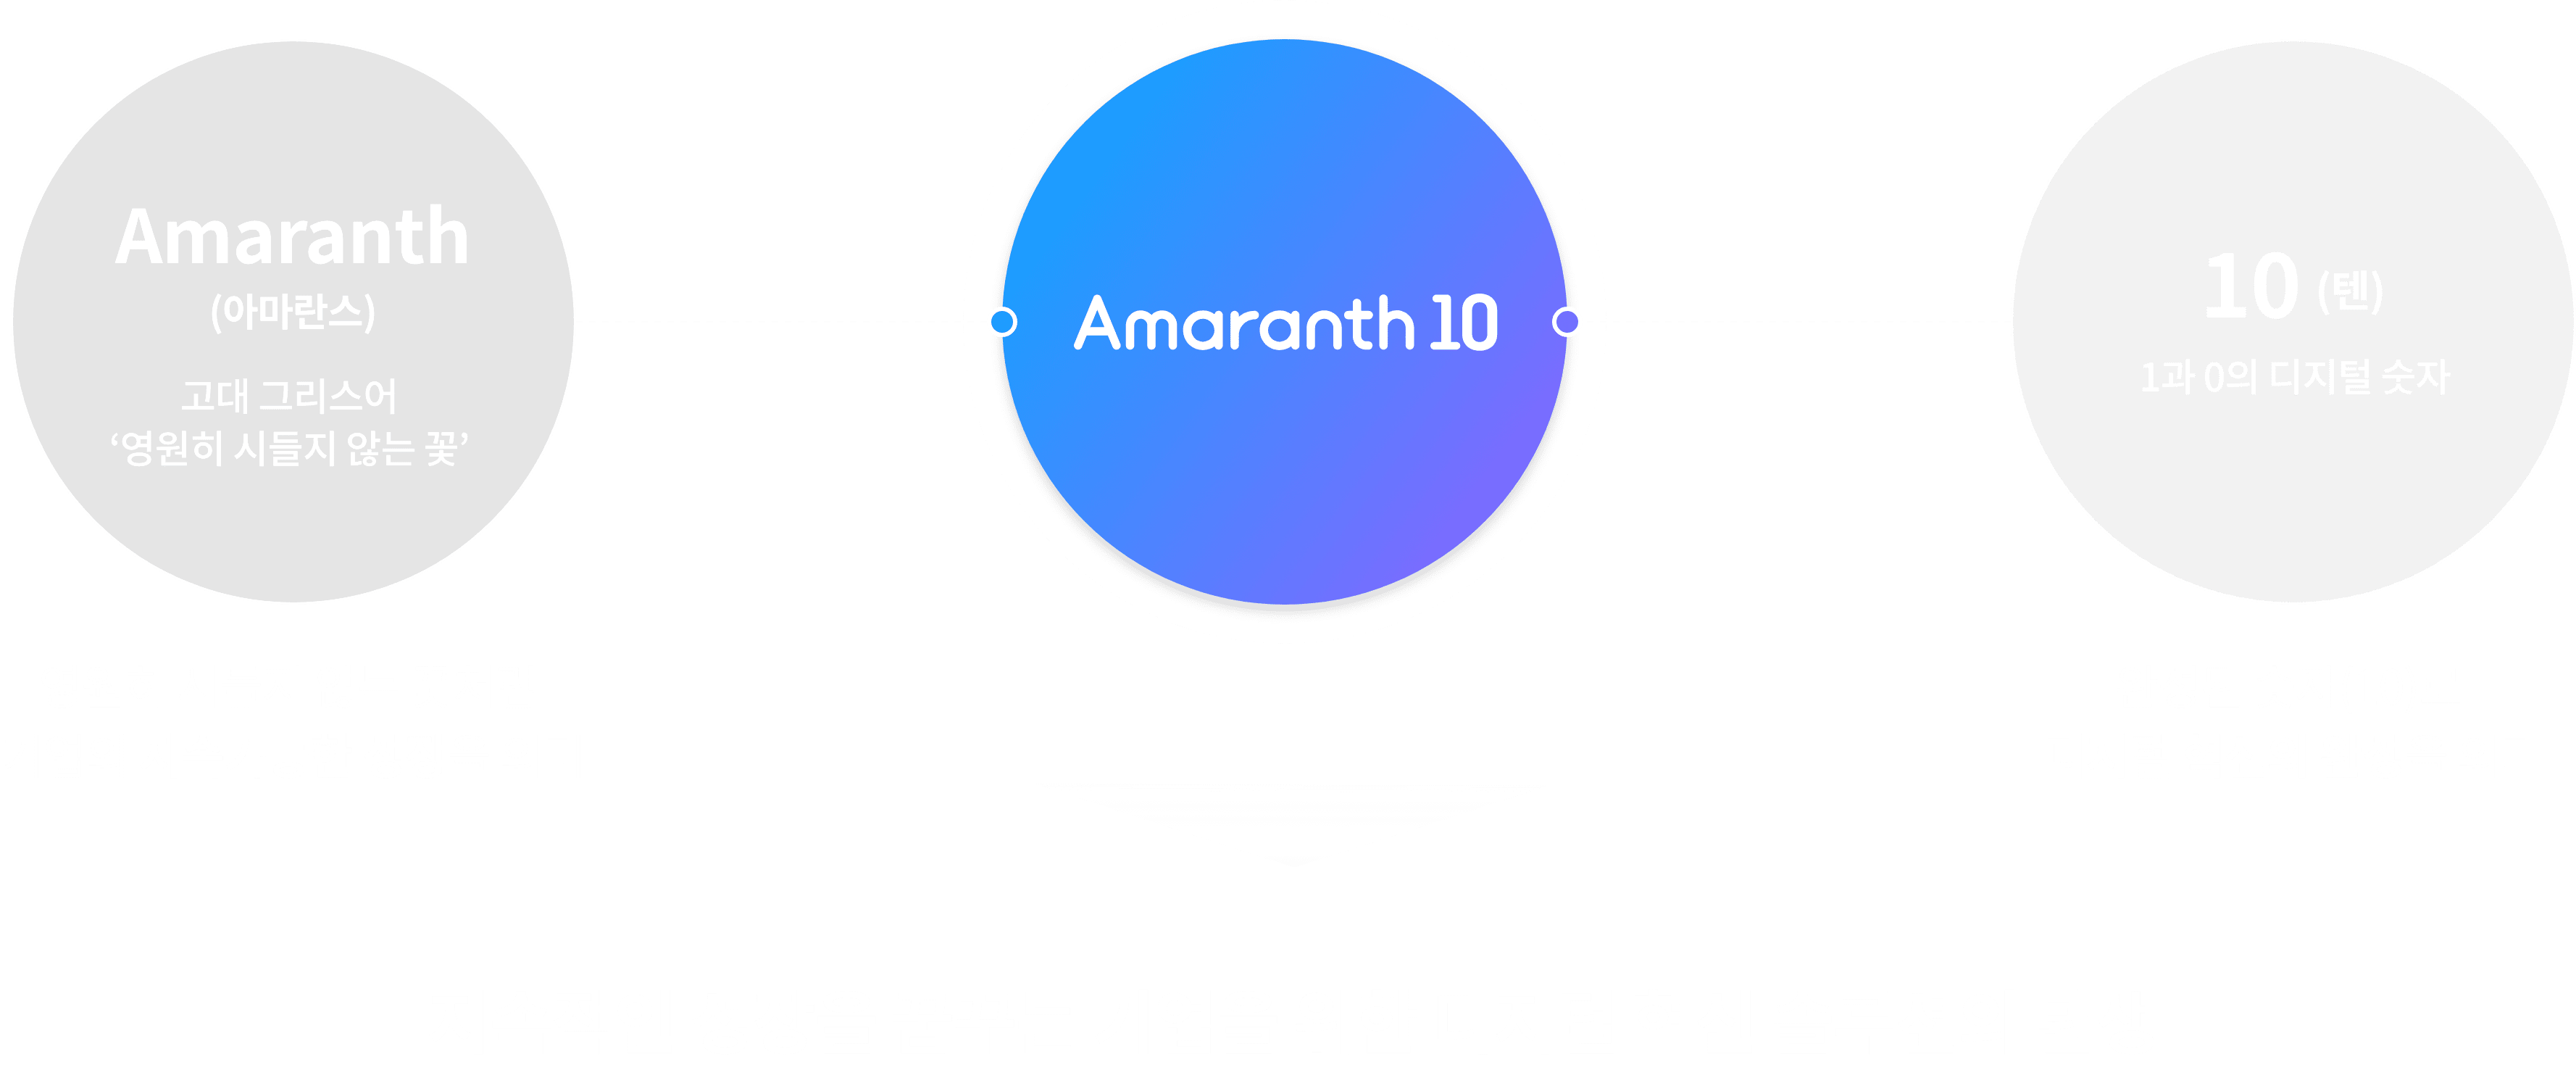 Amaranth
(아마란스)
고대 그리스어
‘영원히 시들지 않는 꽃’
Amaranth 10
10 (텐)
1과 0의 디지털 숫자